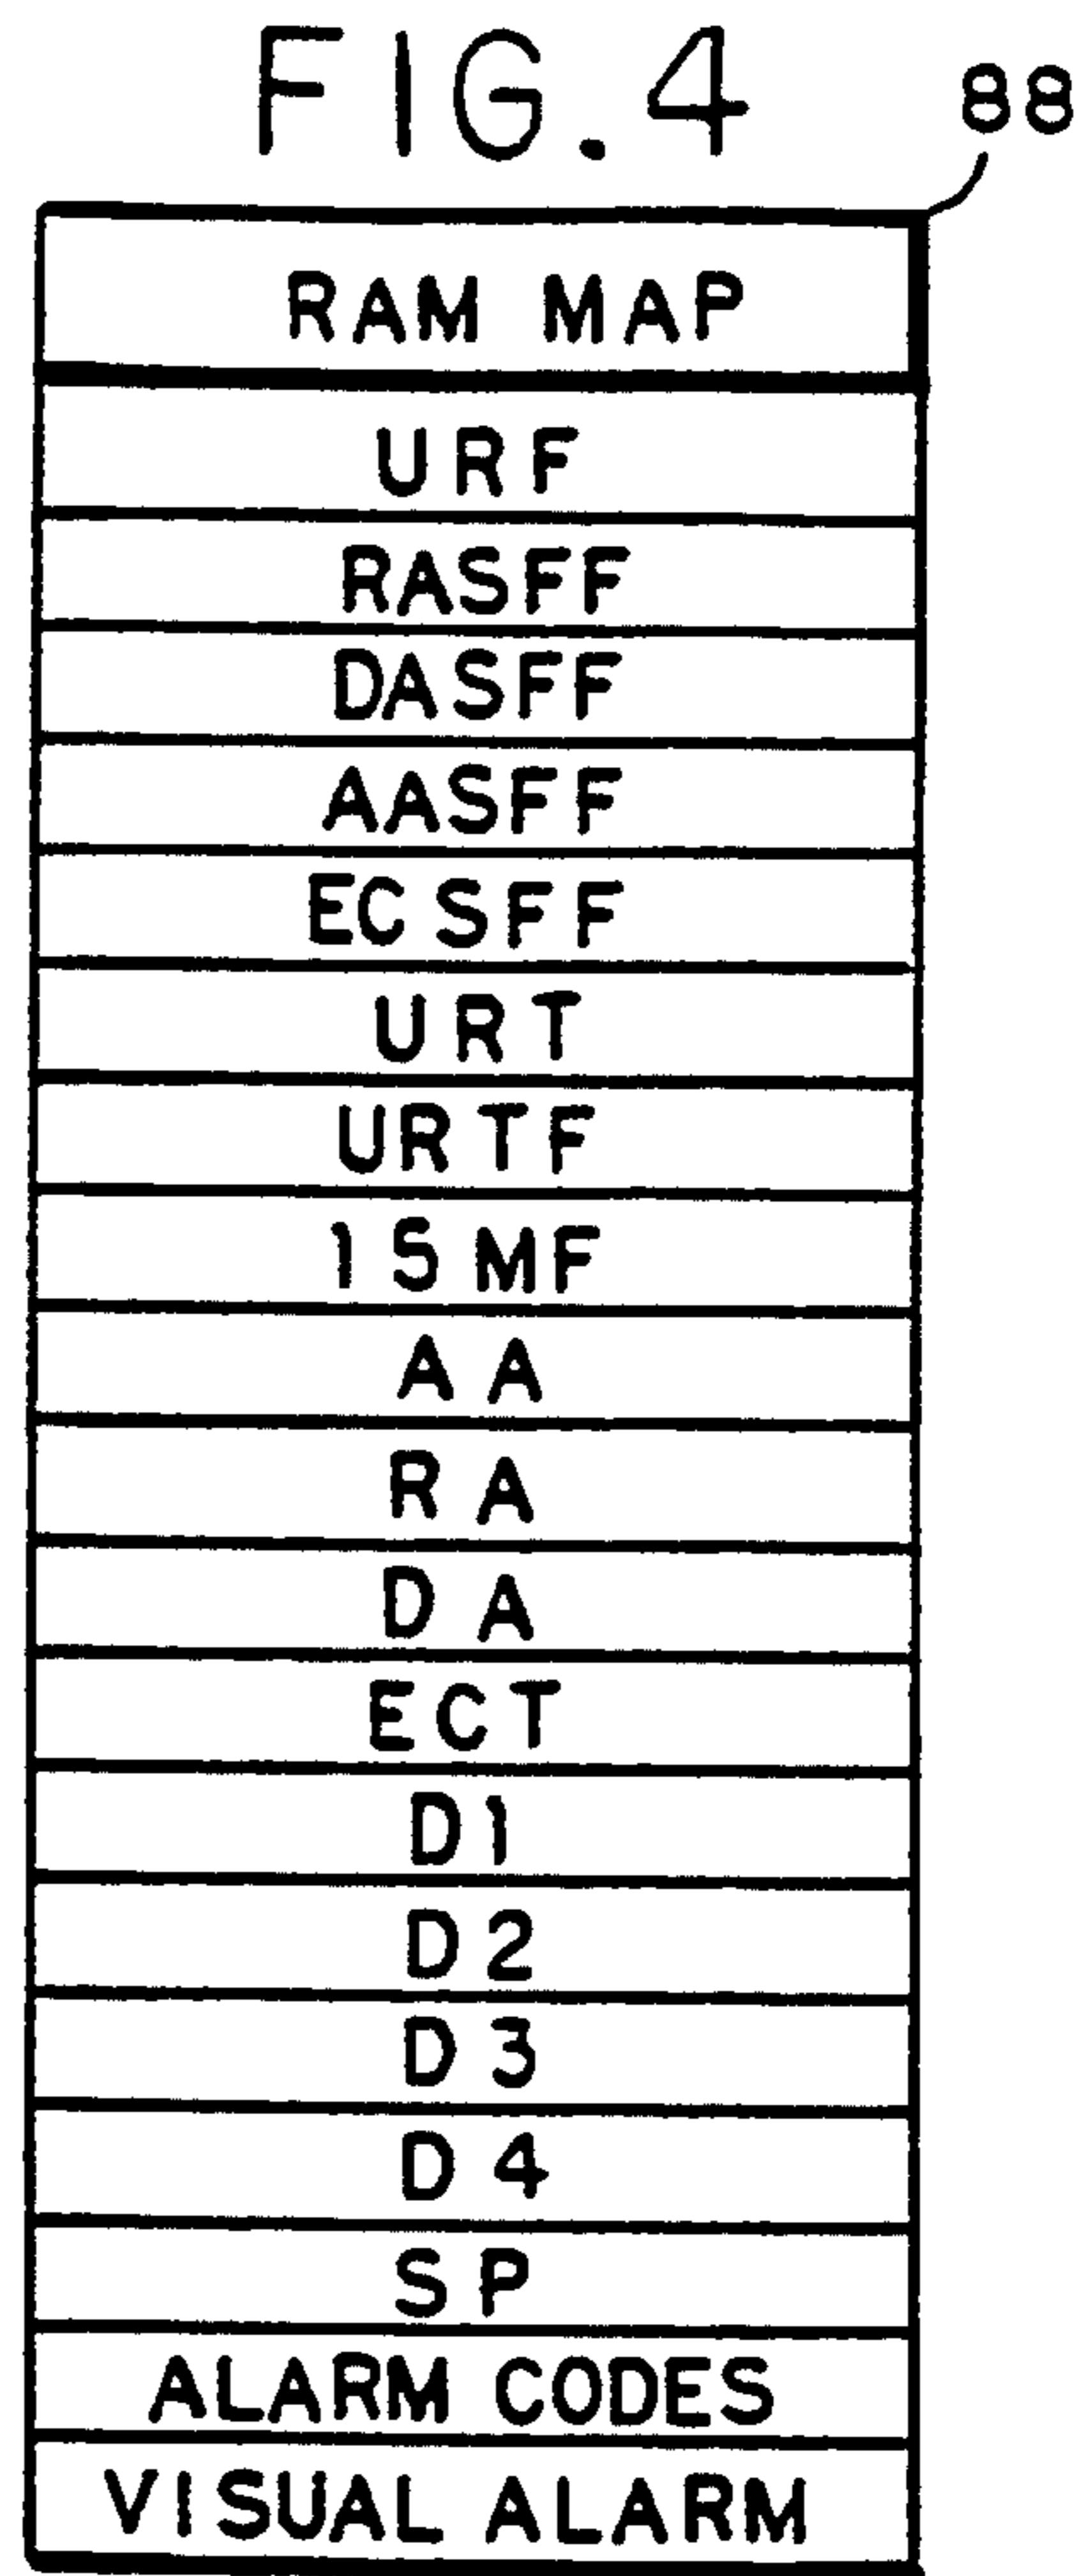 FIG. 4
88
RAM MAP
URF
RASFF
DASFF
AASFF
ECSFF
URT
URTF
15MF
AA
RA
DA
ECT
D1
D2
D3
D4
SP
ALARM CODES
VISUAL ALARM